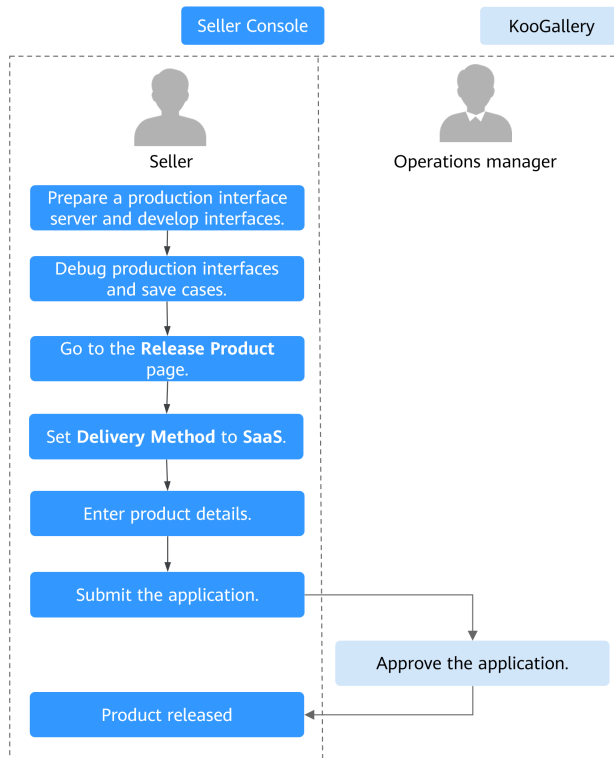 Seller Console
KooGallery
Seller
Operations manager
Prepare a production interface
server and develop interfaces.
Debug production interfaces
and save cases.
Go to the Release Product
page.
Set Delivery Method to SaaS.
Enter product details.
Submit the application.
Approve the application.
Product released